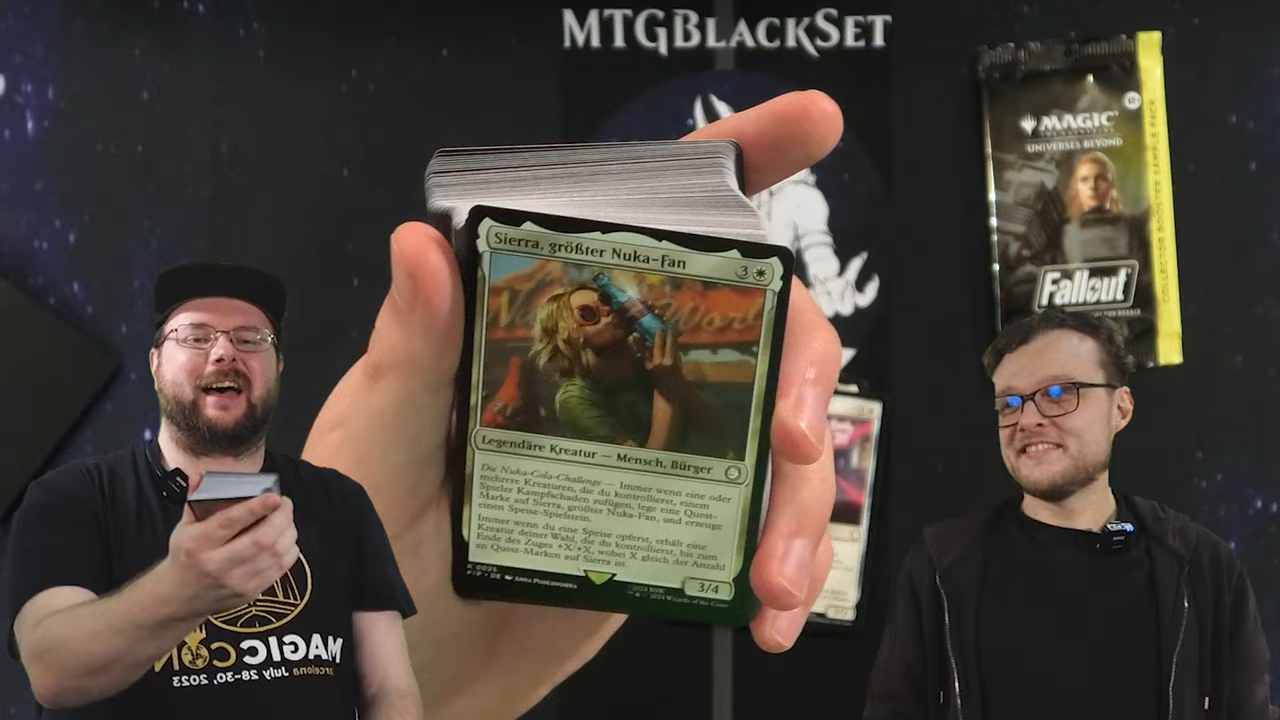 MTGBLACKSET
MAGIC
UNIVERSES BEYOND
Fallout
COLLECTOR BOOSTER SAMPLE PACK
Sierra, größter Nuka-Fan
3
Legendäre Kreatur — Mensch, Bürger
Die Nuka-Cola-Challenge — Immer wenn eine oder
mehrere Kreaturen, die du kontrollierst, einem
Spieler Kampfschaden zufügen, lege eine Quest-
Marke auf Sierra, größter Nuka-Fan, und erzeuge
einen Speise-Spielstein.
Immer wenn du eine Speise opferst, erhält eine
Kreatur deiner Wahl, die du kontrollierst, bis zum
Ende des Zuges +X/+X, wobei X gleich der Anzahl
an Quest-Marken auf Sierra ist.
3/4
R 0025
PIP • DE
MAGICCON
Barcelona July 28-30, 2023